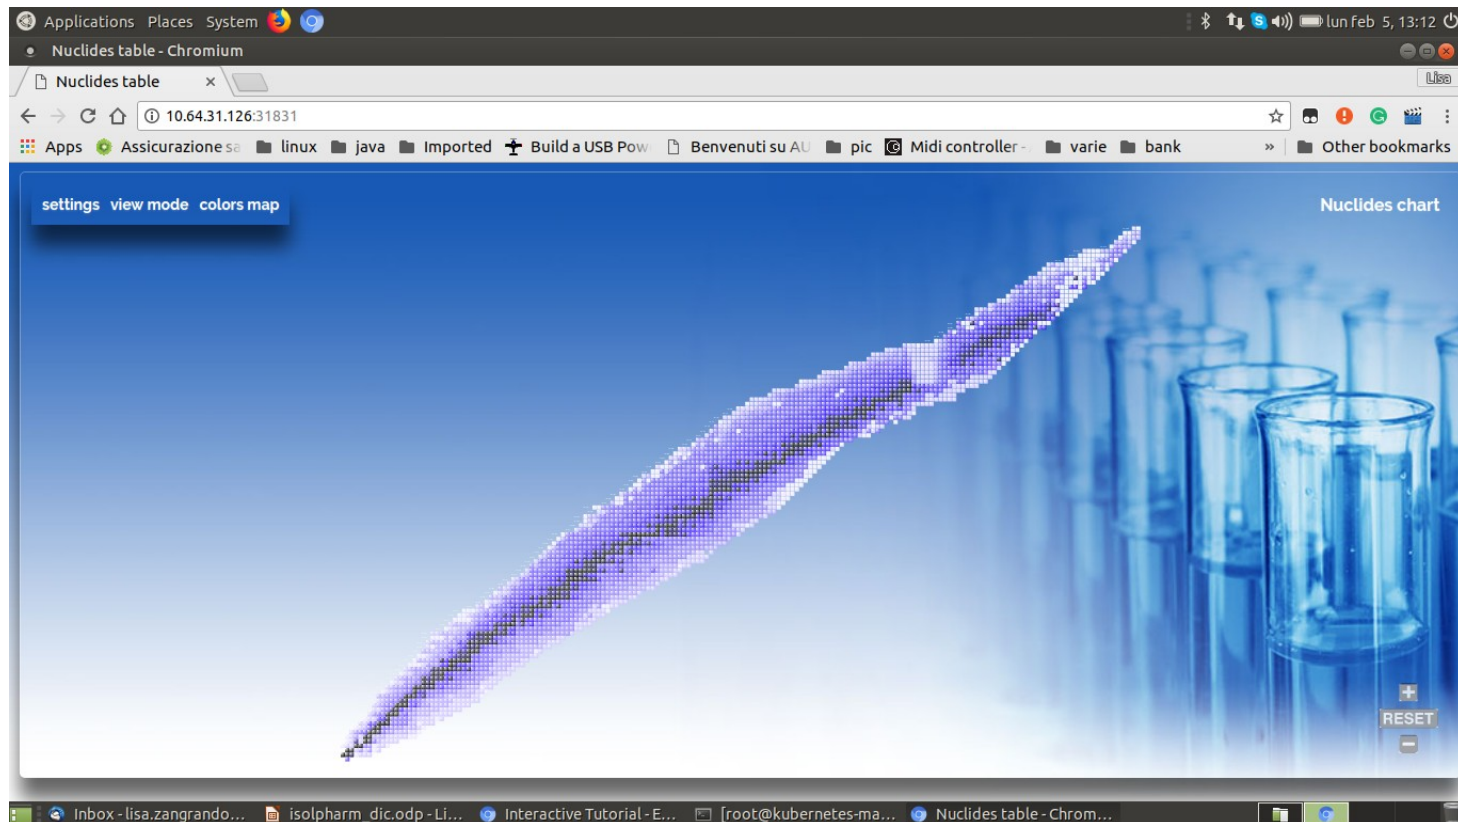 Applications Places System lun feb 5, 13:12
Nuclides table - Chromium
Nuclides table Lisa
10.64.31.126:31831
Apps Assicurazione sa linux java Imported Build a USB Pow Benvenuti su AU pic Midi controller - varie bank » Other bookmarks
settings view mode colors map Nuclides chart
RESET
Inbox - lisa.zangrando... isolpharm_dic.odp - Li... Interactive Tutorial - E... [root@kubernetes-ma... Nuclides table - Chrom...